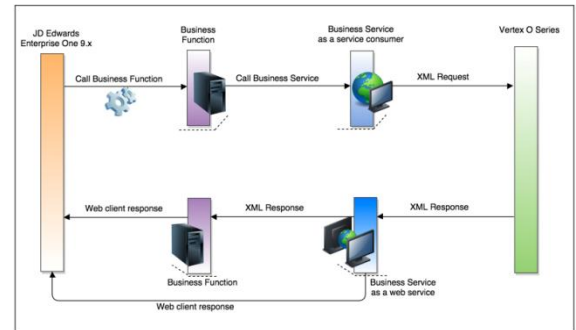 JD Edwards
Enterprise One 9.x
Business
Function
Business Service
as a service consumer
Vertex O Series
Call Business Function
Call Business Service
XML Request
Web client response
XML Response
XML Response
Business Function
Business Service
as a web service
Web client response